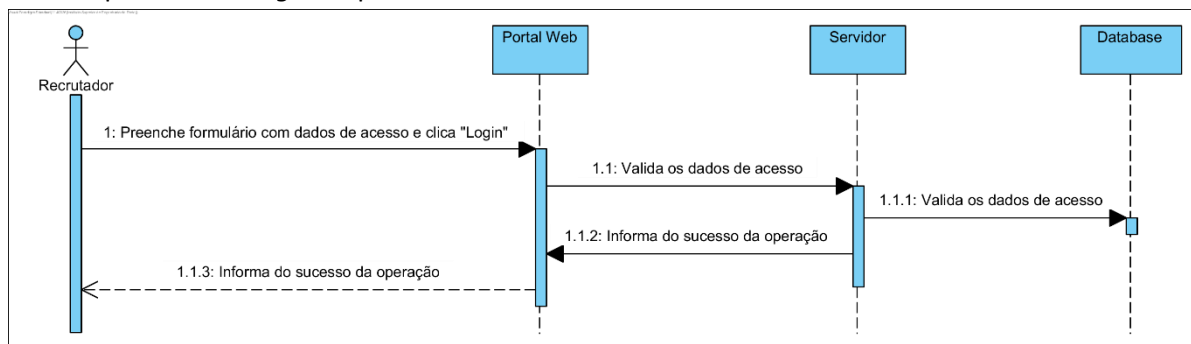 Portal Web
Servidor
Database
Recrutador
1: Preenche formulário com dados de acesso e clica "Login"
1.1: Valida os dados de acesso
1.1.1: Valida os dados de acesso
1.1.2: Informa do sucesso da operação
1.1.3: Informa do sucesso da operação